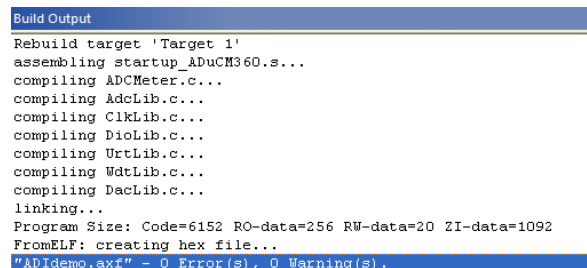 Build Output
Rebuild target 'Target 1'
assembling startup_ADuCM360.s...
compiling ADCMeter.c...
compiling AdcLib.c...
compiling ClkLib.c...
compiling DioLib.c...
compiling UrtLib.c...
compiling WdtLib.c...
compiling DacLib.c...
linking...
Program Size: Code=6152 RO-data=256 RW-data=20 ZI-data=1092
FromELF: creating hex file...
"ADIdemo.axf" - 0 Error(s), 0 Warning(s).